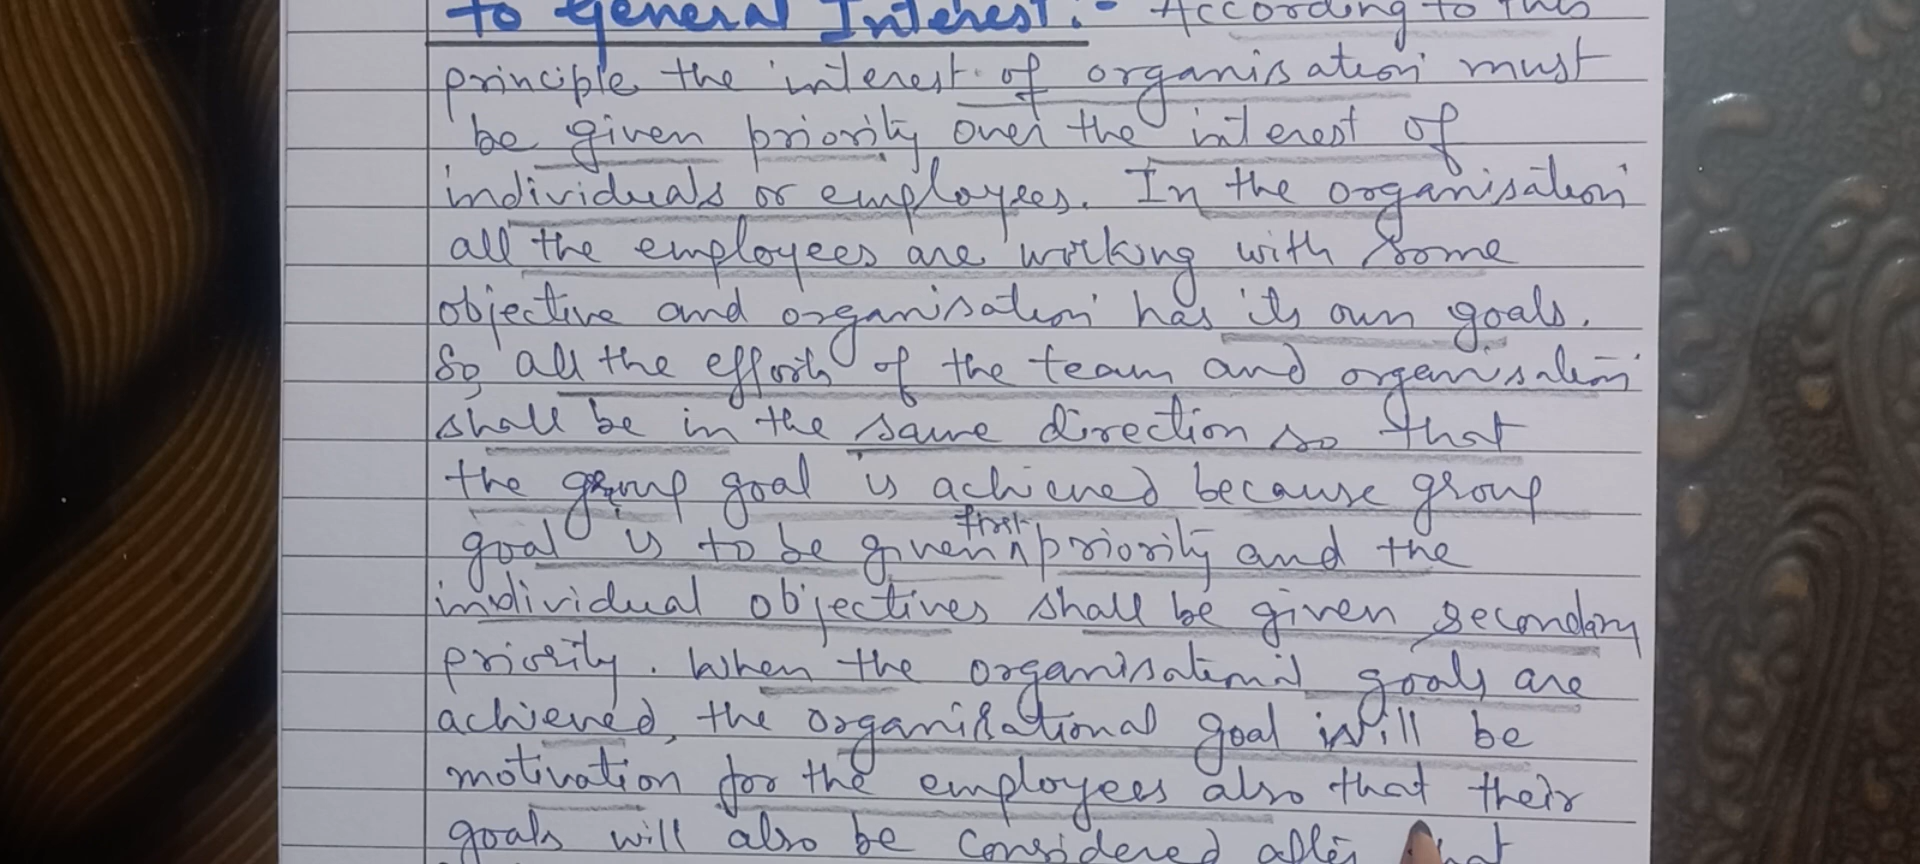 to General Interest :- According to this
principle the interest of organisation must
be given priority over the interest of
individuals or employees. In the organisation
all the employees are working with some
objective and organisation has its own goals.
So all the efforts of the team and organisation
shall be in the same direction so that
the group goal is achieved because group
goal is to be given first priority and the
individual objectives shall be given secondary
priority. When the organisational goals are
achieved, the organisational goal will be
motivation for the employees also that their
goals will also be considered after